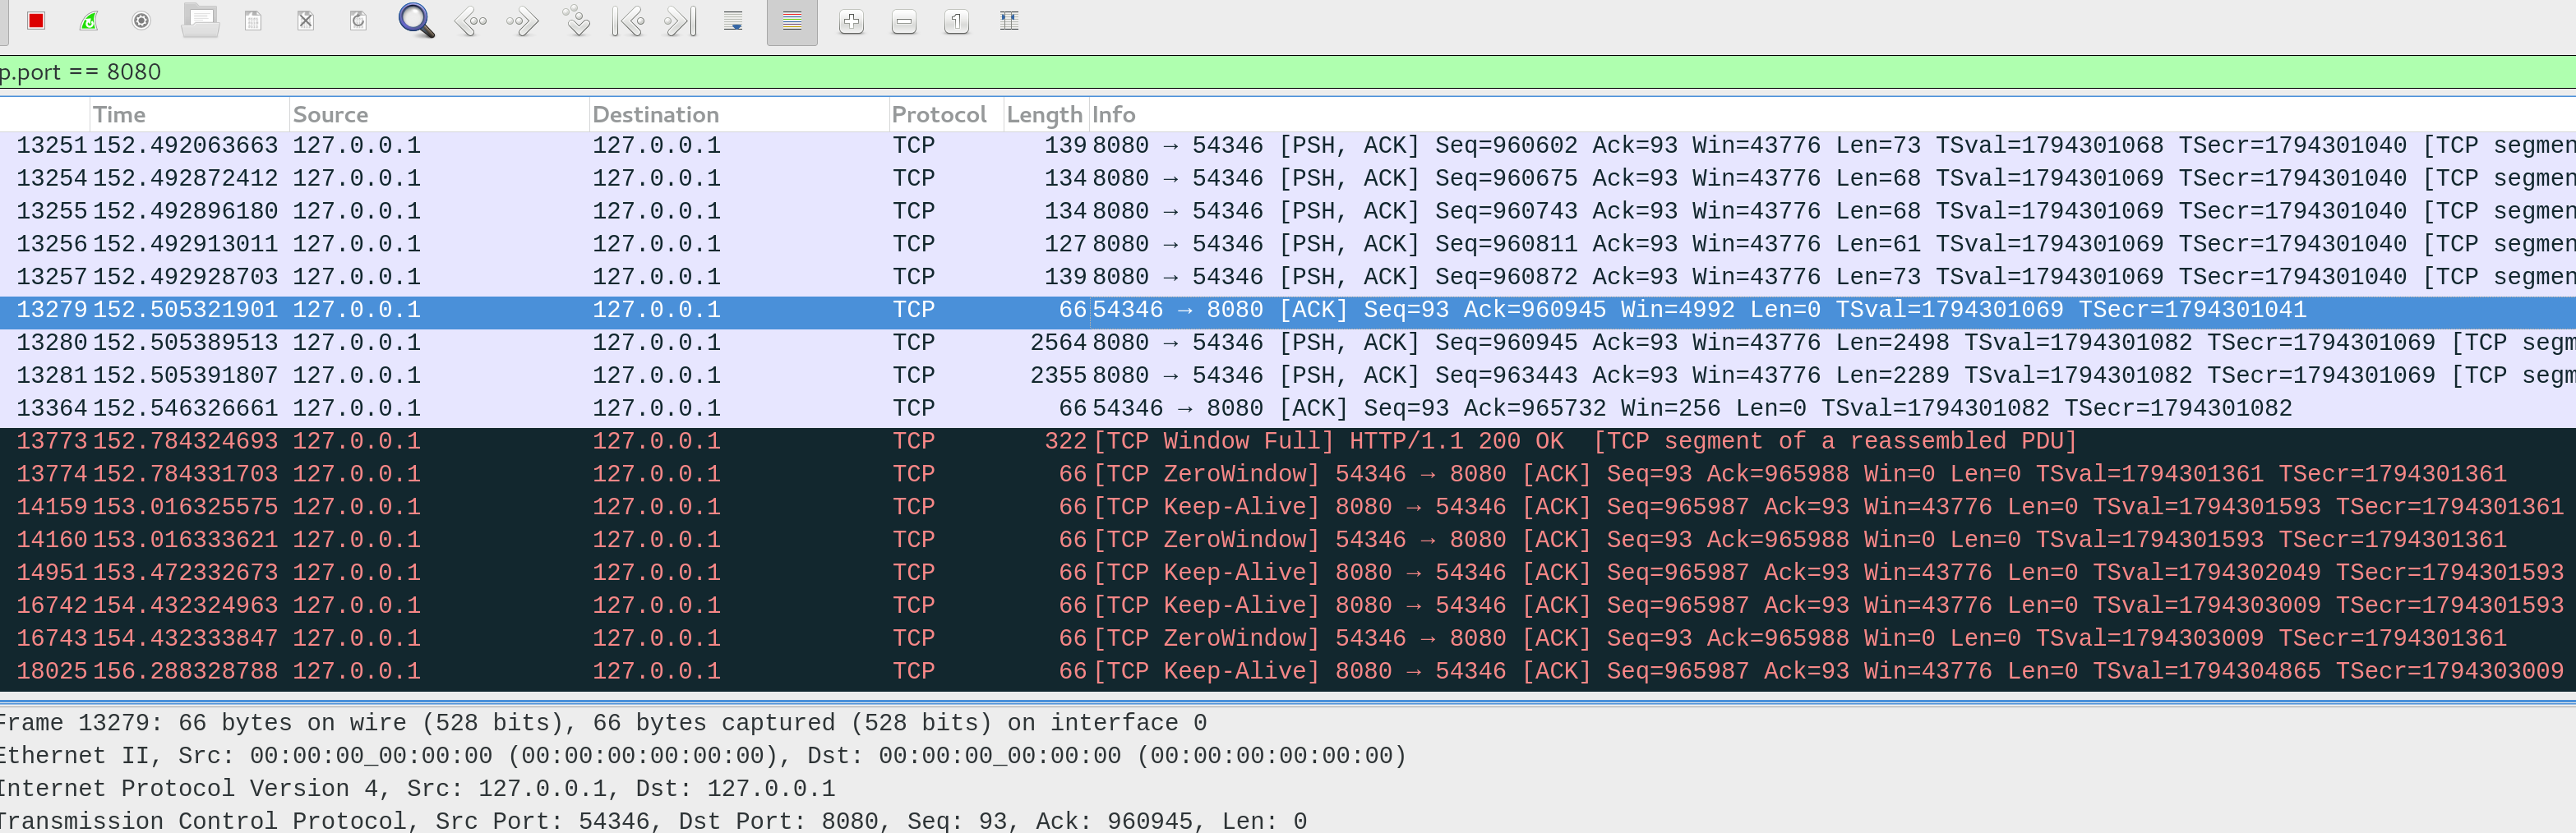 1
p.port == 8080
Time Source Destination Protocol Length Info
13251 152.492063663 127.0.0.1 127.0.0.1 TCP 139 8080 → 54346 [PSH, ACK] Seq=960602 Ack=93 Win=43776 Len=73 TSval=1794301068 TSecr=1794301040 [TCP segmen
13254 152.492872412 127.0.0.1 127.0.0.1 TCP 134 8080 → 54346 [PSH, ACK] Seq=960675 Ack=93 Win=43776 Len=68 TSval=1794301069 TSecr=1794301040 [TCP segmen
13255 152.492896180 127.0.0.1 127.0.0.1 TCP 134 8080 → 54346 [PSH, ACK] Seq=960743 Ack=93 Win=43776 Len=68 TSval=1794301069 TSecr=1794301040 [TCP segmen
13256 152.492913011 127.0.0.1 127.0.0.1 TCP 127 8080 → 54346 [PSH, ACK] Seq=960811 Ack=93 Win=43776 Len=61 TSval=1794301069 TSecr=1794301040 [TCP segmen
13257 152.492928703 127.0.0.1 127.0.0.1 TCP 139 8080 → 54346 [PSH, ACK] Seq=960872 Ack=93 Win=43776 Len=73 TSval=1794301069 TSecr=1794301040 [TCP segmen
13279 152.505321901 127.0.0.1 127.0.0.1 TCP 66 54346 → 8080 [ACK] Seq=93 Ack=960945 Win=4992 Len=0 TSval=1794301069 TSecr=1794301041
13280 152.505389513 127.0.0.1 127.0.0.1 TCP 2564 8080 → 54346 [PSH, ACK] Seq=960945 Ack=93 Win=43776 Len=2498 TSval=1794301082 TSecr=1794301069 [TCP segm
13281 152.505391807 127.0.0.1 127.0.0.1 TCP 2355 8080 → 54346 [PSH, ACK] Seq=963443 Ack=93 Win=43776 Len=2289 TSval=1794301082 TSecr=1794301069 [TCP segm
13364 152.546326661 127.0.0.1 127.0.0.1 TCP 66 54346 → 8080 [ACK] Seq=93 Ack=965732 Win=256 Len=0 TSval=1794301082 TSecr=1794301082
13773 152.784324693 127.0.0.1 127.0.0.1 TCP 322 [TCP Window Full] HTTP/1.1 200 OK  [TCP segment of a reassembled PDU]
13774 152.784331703 127.0.0.1 127.0.0.1 TCP 66 [TCP ZeroWindow] 54346 → 8080 [ACK] Seq=93 Ack=965988 Win=0 Len=0 TSval=1794301361 TSecr=1794301361
14159 153.016325575 127.0.0.1 127.0.0.1 TCP 66 [TCP Keep-Alive] 8080 → 54346 [ACK] Seq=965987 Ack=93 Win=43776 Len=0 TSval=1794301593 TSecr=1794301361
14160 153.016333621 127.0.0.1 127.0.0.1 TCP 66 [TCP ZeroWindow] 54346 → 8080 [ACK] Seq=93 Ack=965988 Win=0 Len=0 TSval=1794301593 TSecr=1794301361
14951 153.472332673 127.0.0.1 127.0.0.1 TCP 66 [TCP Keep-Alive] 8080 → 54346 [ACK] Seq=965987 Ack=93 Win=43776 Len=0 TSval=1794302049 TSecr=1794301593
16742 154.432324963 127.0.0.1 127.0.0.1 TCP 66 [TCP Keep-Alive] 8080 → 54346 [ACK] Seq=965987 Ack=93 Win=43776 Len=0 TSval=1794303009 TSecr=1794301593
16743 154.432333847 127.0.0.1 127.0.0.1 TCP 66 [TCP ZeroWindow] 54346 → 8080 [ACK] Seq=93 Ack=965988 Win=0 Len=0 TSval=1794303009 TSecr=1794301361
18025 156.288328788 127.0.0.1 127.0.0.1 TCP 66 [TCP Keep-Alive] 8080 → 54346 [ACK] Seq=965987 Ack=93 Win=43776 Len=0 TSval=1794304865 TSecr=1794303009
Frame 13279: 66 bytes on wire (528 bits), 66 bytes captured (528 bits) on interface 0
Ethernet II, Src: 00:00:00_00:00:00 (00:00:00:00:00:00), Dst: 00:00:00_00:00:00 (00:00:00:00:00:00)
Internet Protocol Version 4, Src: 127.0.0.1, Dst: 127.0.0.1
Transmission Control Protocol, Src Port: 54346, Dst Port: 8080, Seq: 93, Ack: 960945, Len: 0